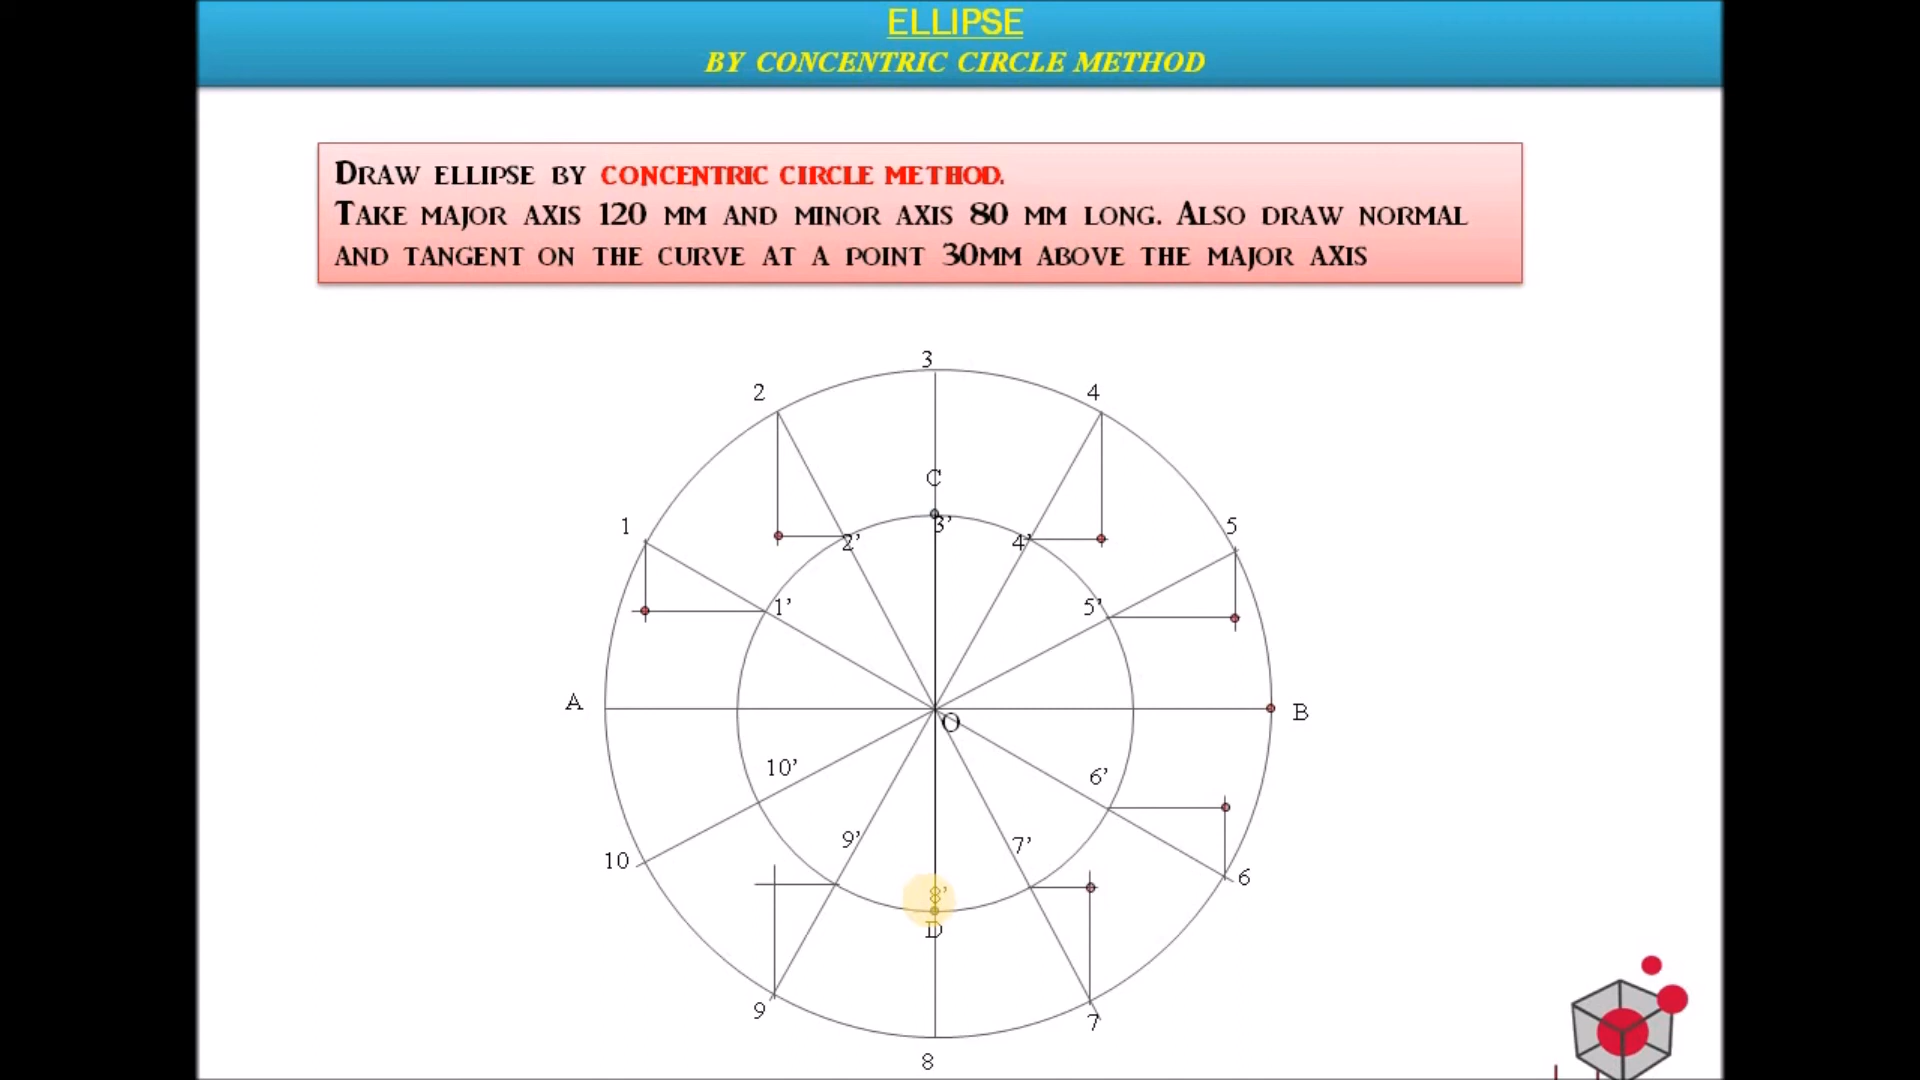 ELLIPSE
BY CONCENTRIC CIRCLE METHOD
DRAW ELLIPSE BY CONCENTRIC CIRCLE METHOD.
TAKE MAJOR AXIS 120 MM AND MINOR AXIS 80 MM LONG. ALSO DRAW NORMAL
AND TANGENT ON THE CURVE AT A POINT 30MM ABOVE THE MAJOR AXIS
3
2
4
C
1
3'
5
2'
4'
1'
5'
A
B
O
10'
6'
9'
7'
10
6
8'
D
9
7
8